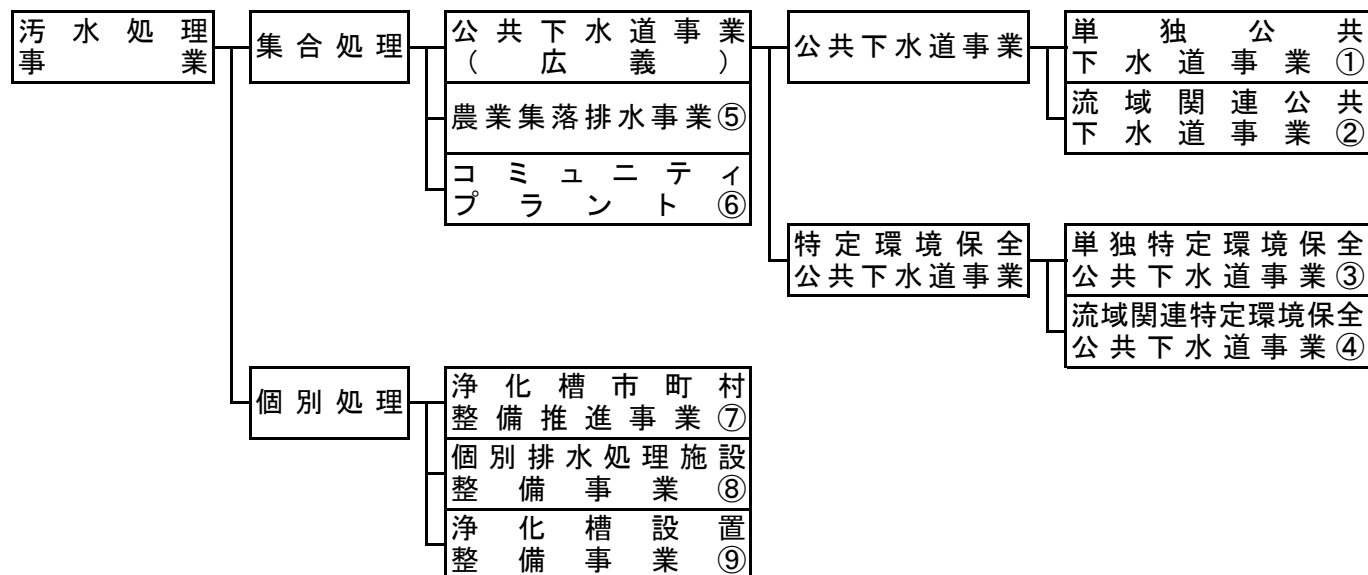 汚水処理
事業
集合処理
公共下水道事業
(広義)
公共下水道事業
単独公共
下水道事業①
流域関連公共
下水道事業②
農業集落排水事業⑤
コミュニティ
プラント⑥
特定環境保全
公共下水道事業
単独特定環境保全
公共下水道事業③
流域関連特定環境保全
公共下水道事業④
個別処理
浄化槽市町村
整備推進事業⑦
個別排水処理施設
整備事業⑧
浄化槽設置
整備事業⑨